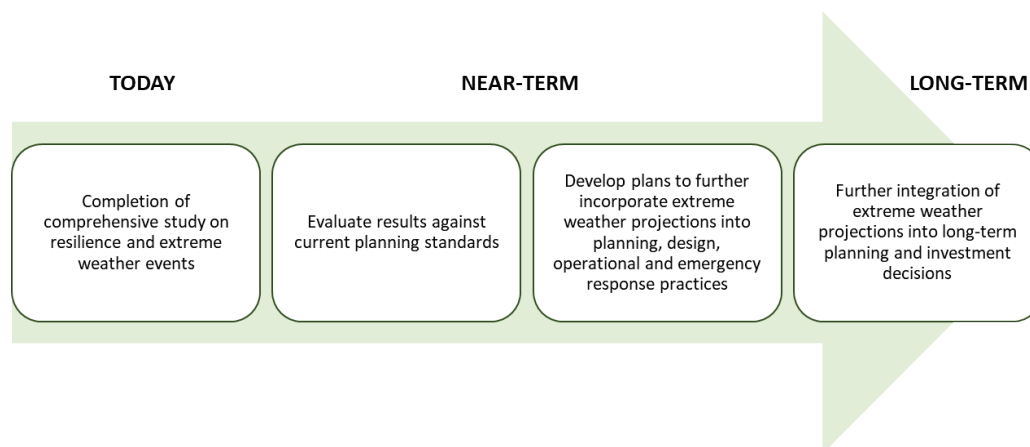 TODAY
NEAR-TERM
LONG-TERM
Completion of
comprehensive study on
resilience and extreme
weather events
Evaluate results against
current planning standards
Develop plans to further
incorporate extreme
weather projections into
planning, design,
operational and emergency
response practices
Further integration of
extreme weather
projections into long-term
planning and investment
decisions